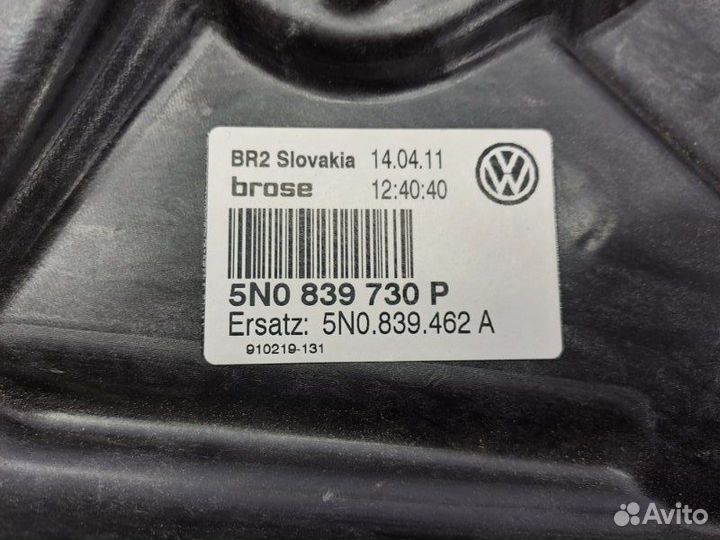 BR2 Slovakia 14.04.11
brose 12:40:40
5N0 839 730 P
Ersatz: 5N0.839.462 A
910219-131
Avito